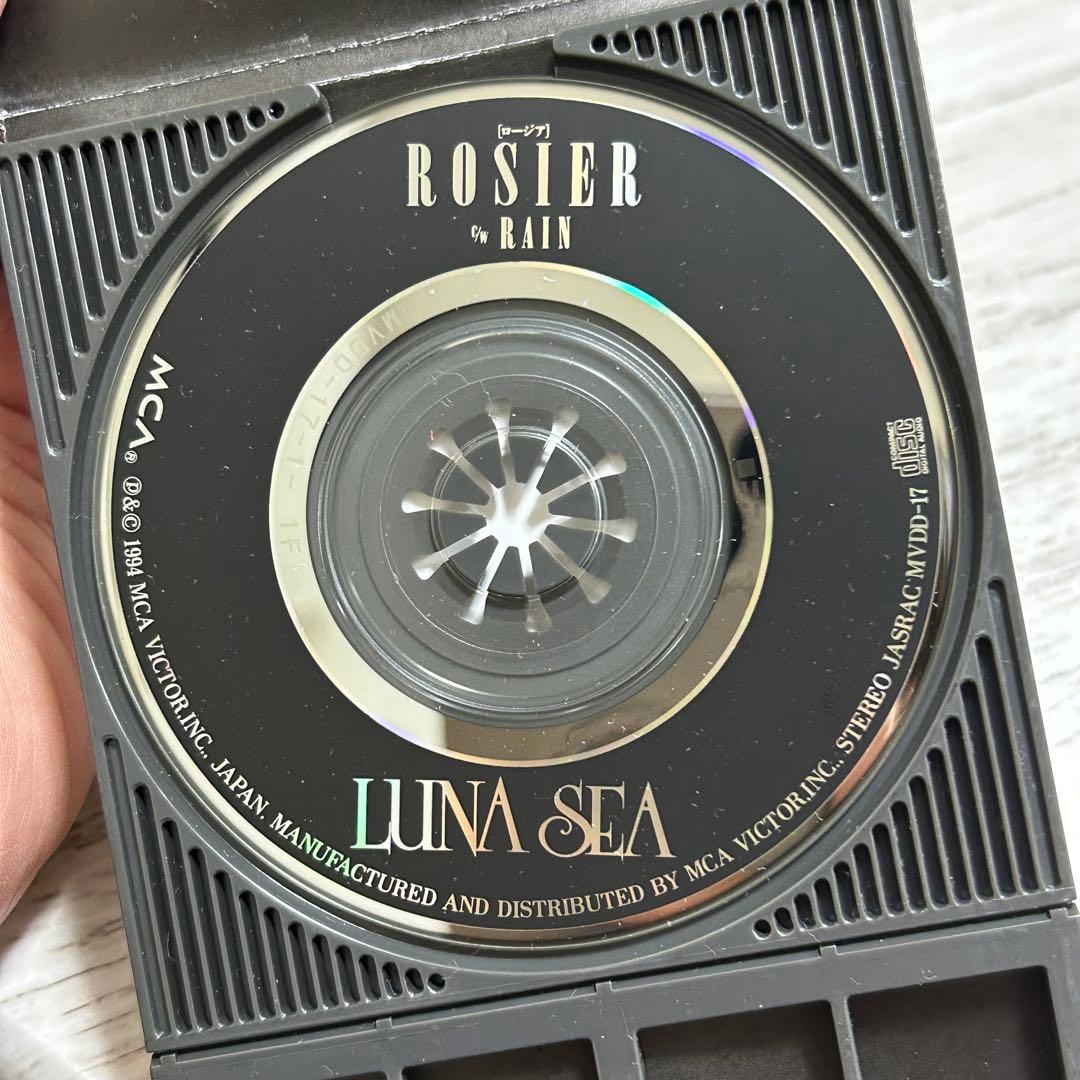 [ロージア]
ROSIER
c/w RAIN
MCA®
COMPACT
disc
DIGITAL AUDIO
MVDD-17-1- 1F
LUNA SEA
Ⓟ&© 1994 MCA VICTOR,INC., JAPAN. MANUFACTURED AND DISTRIBUTED BY MCA VICTOR,INC., STEREO JASRAC MVDD-17